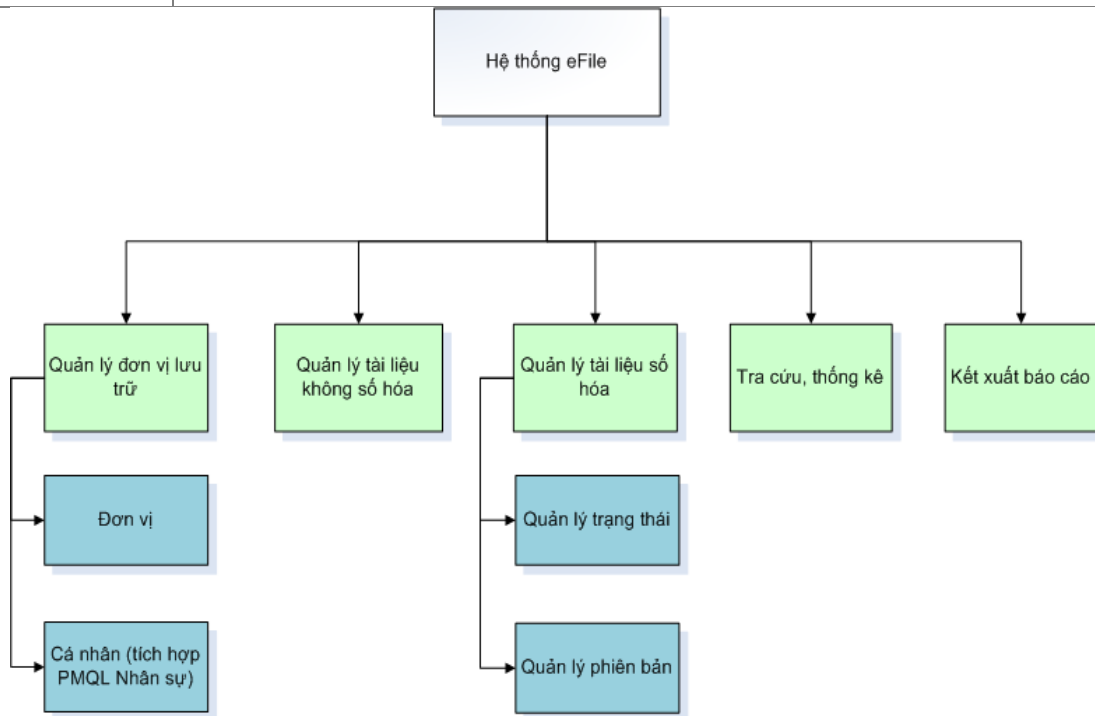 Hệ thống eFile
Quản lý đơn vị lưu
trữ
Quản lý tài liệu
không số hóa
Quản lý tài liệu số
hóa
Tra cứu, thống kê
Kết xuất báo cáo
Đơn vị
Quản lý trạng thái
Cá nhân (tích hợp
PMQL Nhân sự)
Quản lý phiên bản